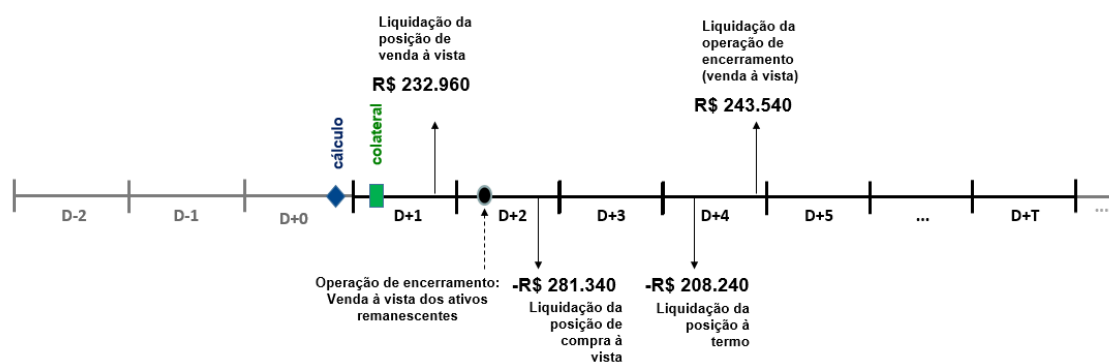 Liquidação da
posição de
venda à vista
R$ 232.960
Liquidação da
operação de
encerramento
(venda à vista)
R$ 243.540
cálculo
colateral
D-2
D-1
D+0
D+1
D+2
D+3
D+4
D+5
...
D+T
...
Operação de encerramento:
Venda à vista dos ativos
remanescentes
-R$ 281.340
Liquidação da
posição de
compra à
vista
-R$ 208.240
Liquidação da
posição à
termo